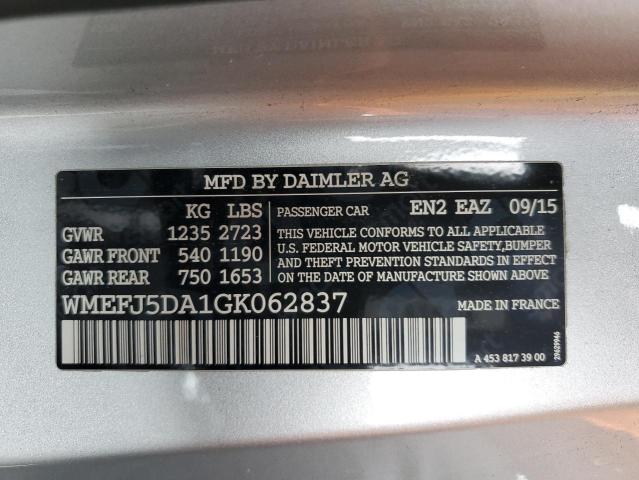 MFD BY DAIMLER AG
KG LBS
GVWR 1235 2723
GAWR FRONT 540 1190
GAWR REAR 750 1653
PASSENGER CAR EN2 EAZ 09/15
THIS VEHICLE CONFORMS TO ALL APPLICABLE
U.S. FEDERAL MOTOR VEHICLE SAFETY,BUMPER
AND THEFT PREVENTION STANDARDS IN EFFECT
ON THE DATE OF MANUFACTURE SHOWN ABOVE.
WMEFJ5DA1GK062837
MADE IN FRANCE
A 453 817 39 00
29629946